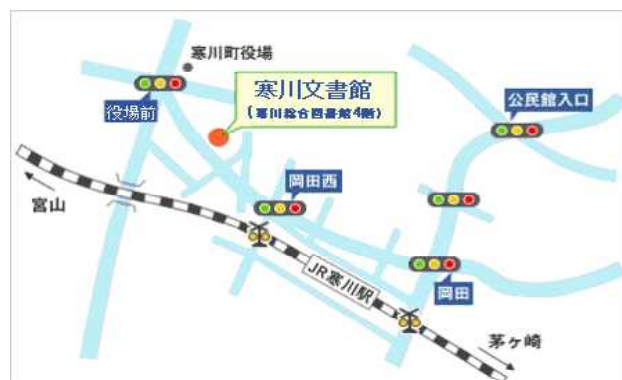 寒川町役場
寒川文書館
(寒川総合図書館4階)
役場前
公民館入口
岡田西
宮山
JR寒川駅
岡田
茅ヶ崎